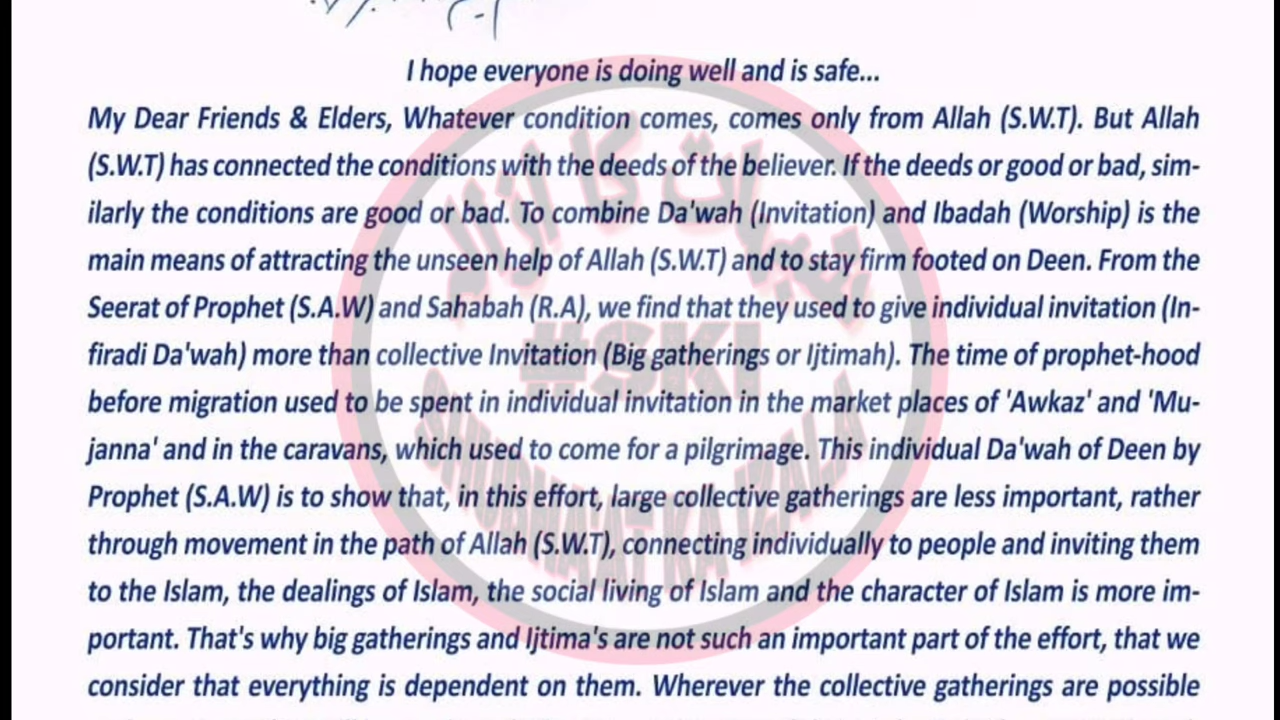 I hope everyone is doing well and is safe...
My Dear Friends & Elders, Whatever condition comes, comes only from Allah (S.W.T). But Allah
(S.W.T) has connected the conditions with the deeds of the believer. If the deeds or good or bad, sim-
ilarly the conditions are good or bad. To combine Da'wah (Invitation) and Ibadah (Worship) is the
main means of attracting the unseen help of Allah (S.W.T) and to stay firm footed on Deen. From the
Seerat of Prophet (S.A.W) and Sahabah (R.A), we find that they used to give individual invitation (In-
firadi Da'wah) more than collective Invitation (Big gatherings or Ijtimah). The time of prophet-hood
before migration used to be spent in individual invitation in the market places of 'Awkaz' and 'Mu-
janna' and in the caravans, which used to come for a pilgrimage. This individual Da'wah of Deen by
Prophet (S.A.W) is to show that, in this effort, large collective gatherings are less important, rather
through movement in the path of Allah (S.W.T), connecting individually to people and inviting them
to the Islam, the dealings of Islam, the social living of Islam and the character of Islam is more im-
portant. That's why big gatherings and Ijtima's are not such an important part of the effort, that we
consider that everything is dependent on them. Wherever the collective gatherings are possible
شبہات کا ازالہ
#SKI
SHUBHAAT KA IZALA